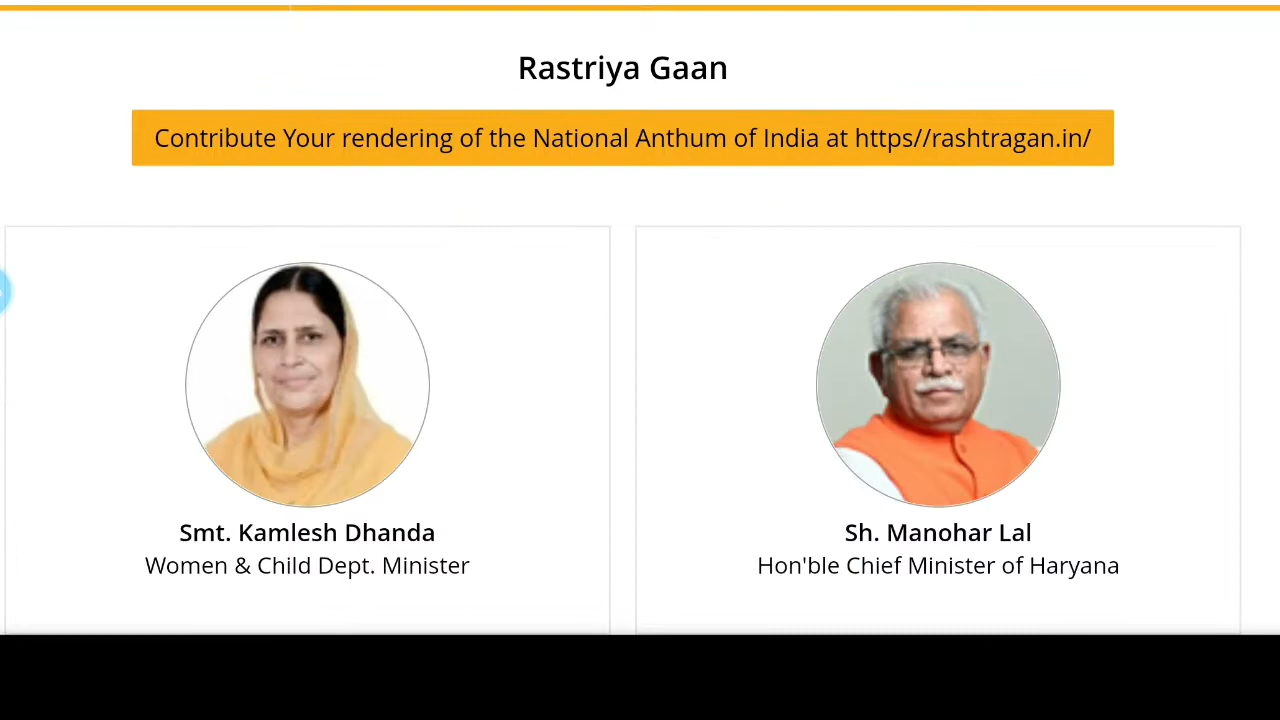 Rastriya Gaan
Contribute Your rendering of the National Anthum of India at https//rashtragan.in/
Smt. Kamlesh Dhanda
Women & Child Dept. Minister
Sh. Manohar Lal
Hon'ble Chief Minister of Haryana